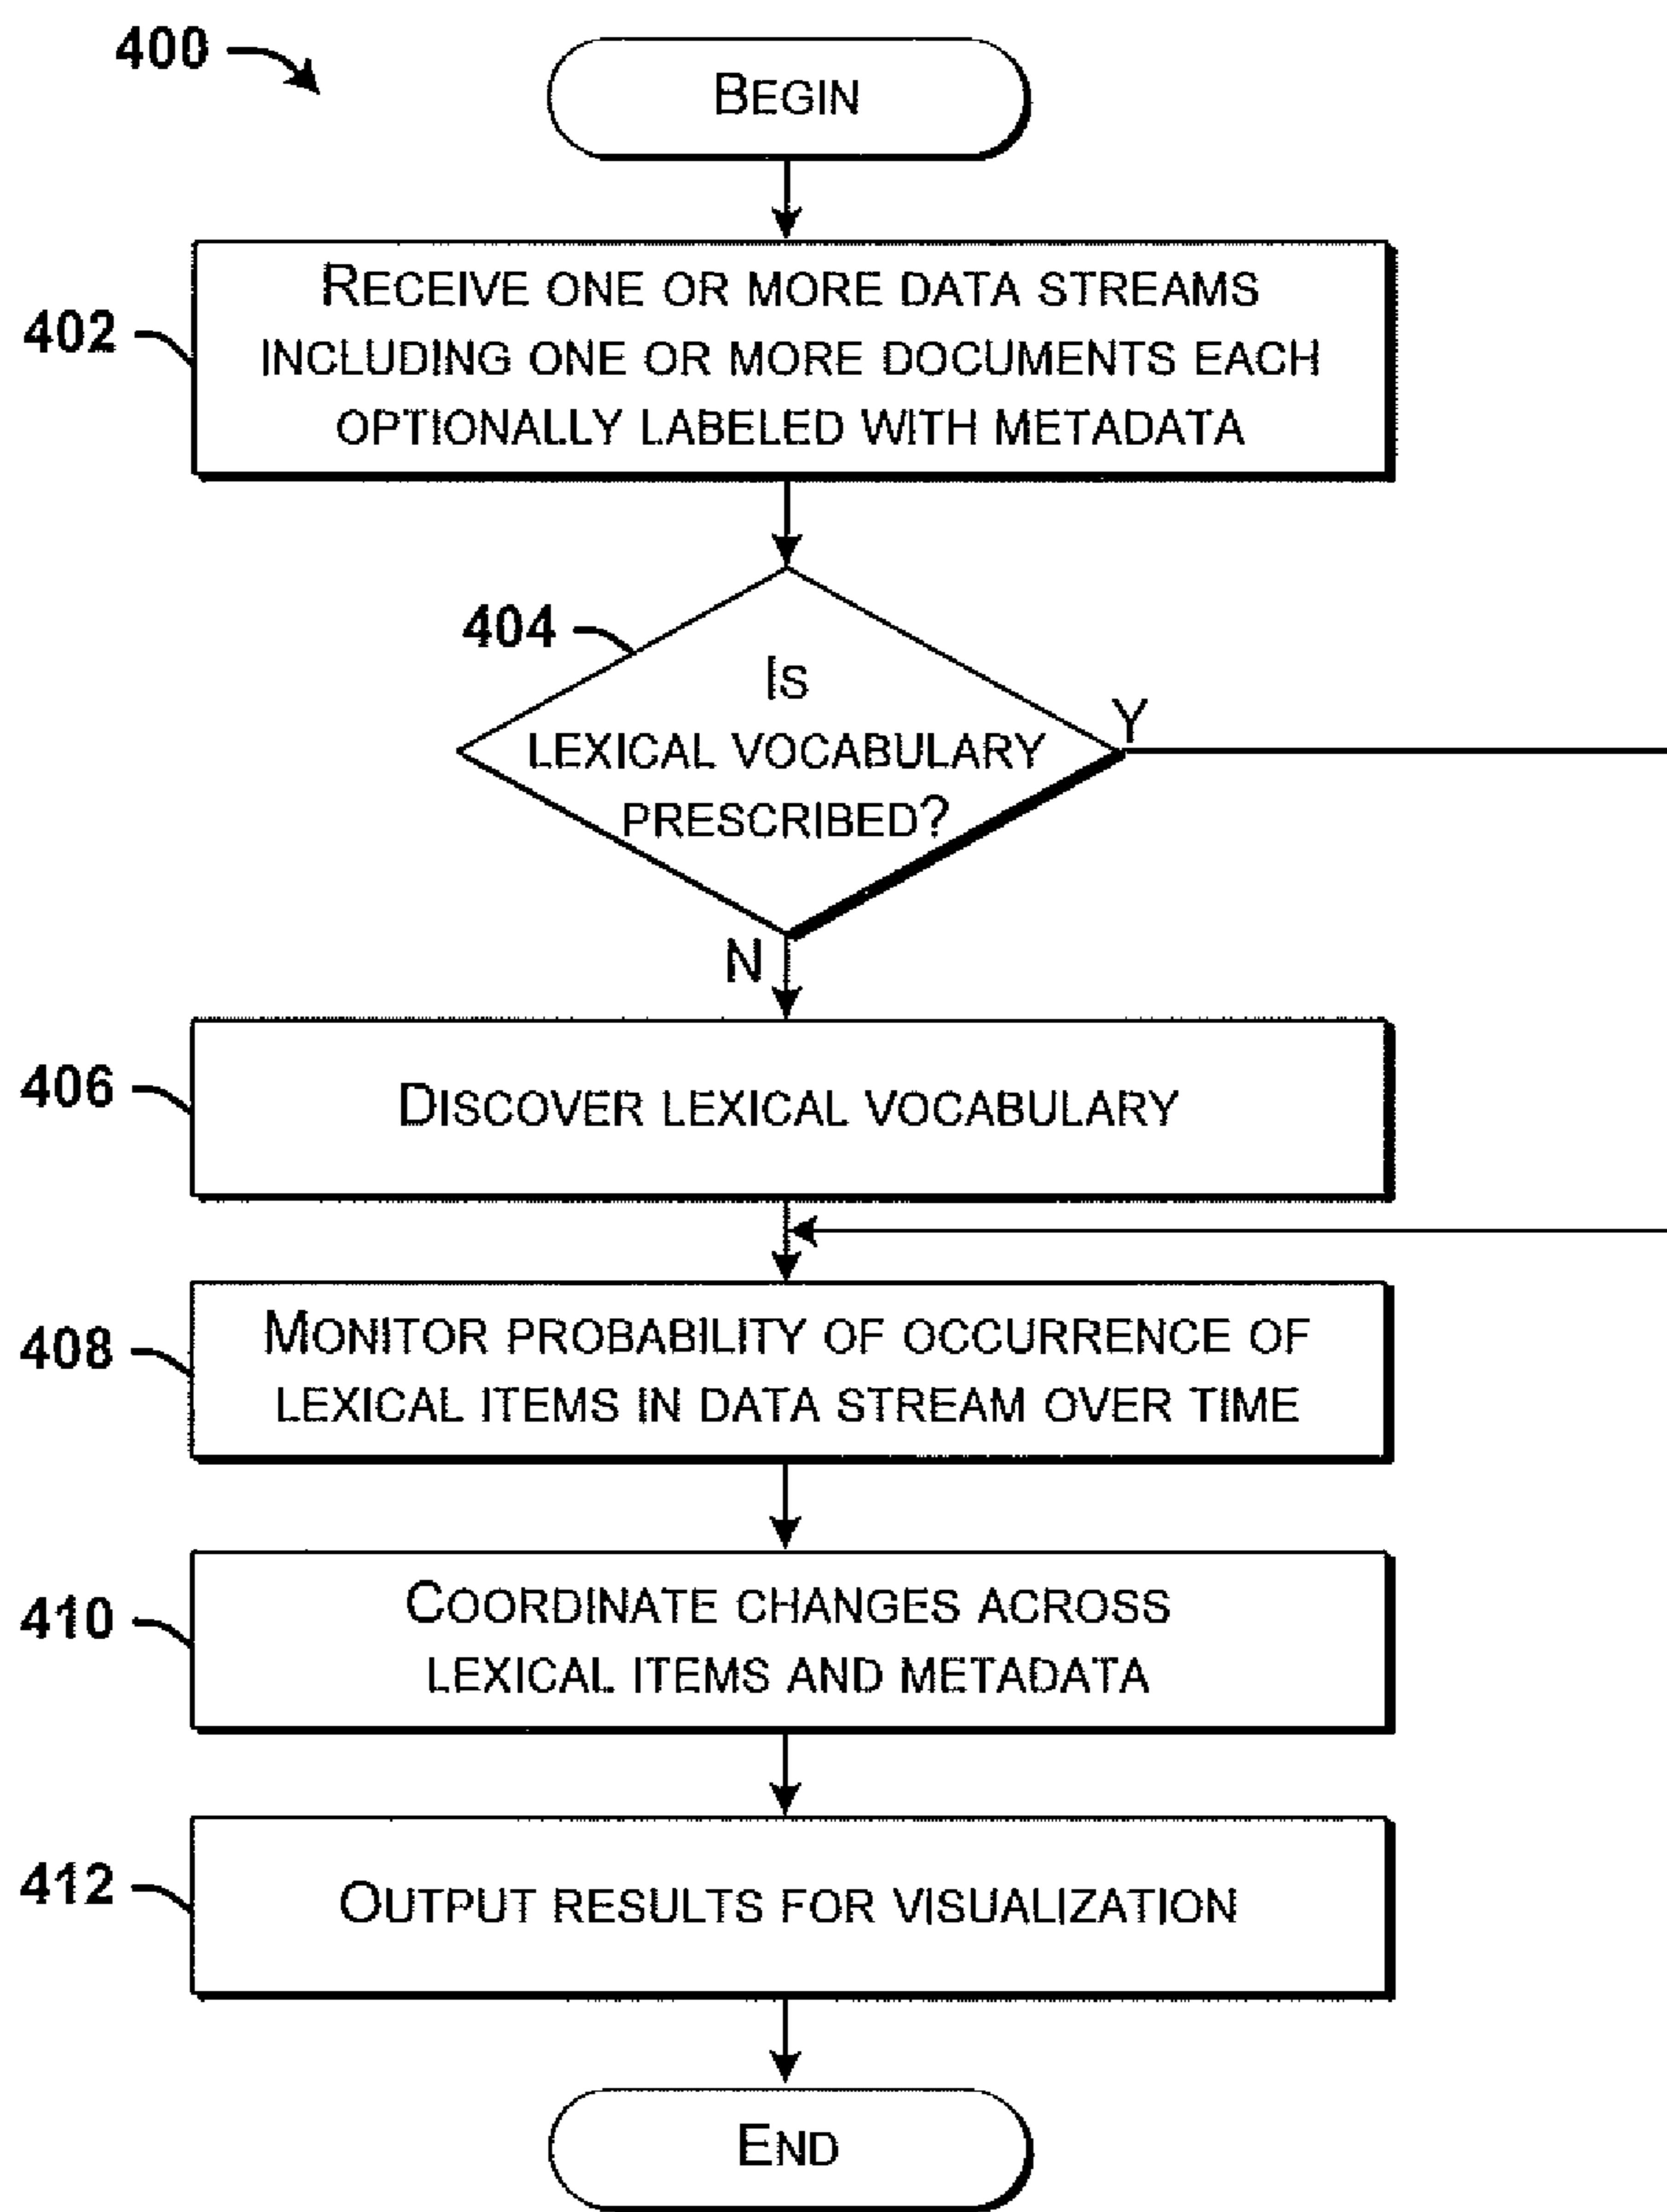 400
BEGIN
402
RECEIVE ONE OR MORE DATA STREAMS
INCLUDING ONE OR MORE DOCUMENTS EACH
OPTIONALLY LABELED WITH METADATA
404
IS
LEXICAL VOCABULARY
PRESCRIBED?
Y
N
406
DISCOVER LEXICAL VOCABULARY
408
MONITOR PROBABILITY OF OCCURRENCE OF
LEXICAL ITEMS IN DATA STREAM OVER TIME
410
COORDINATE CHANGES ACROSS
LEXICAL ITEMS AND METADATA
412
OUTPUT RESULTS FOR VISUALIZATION
END